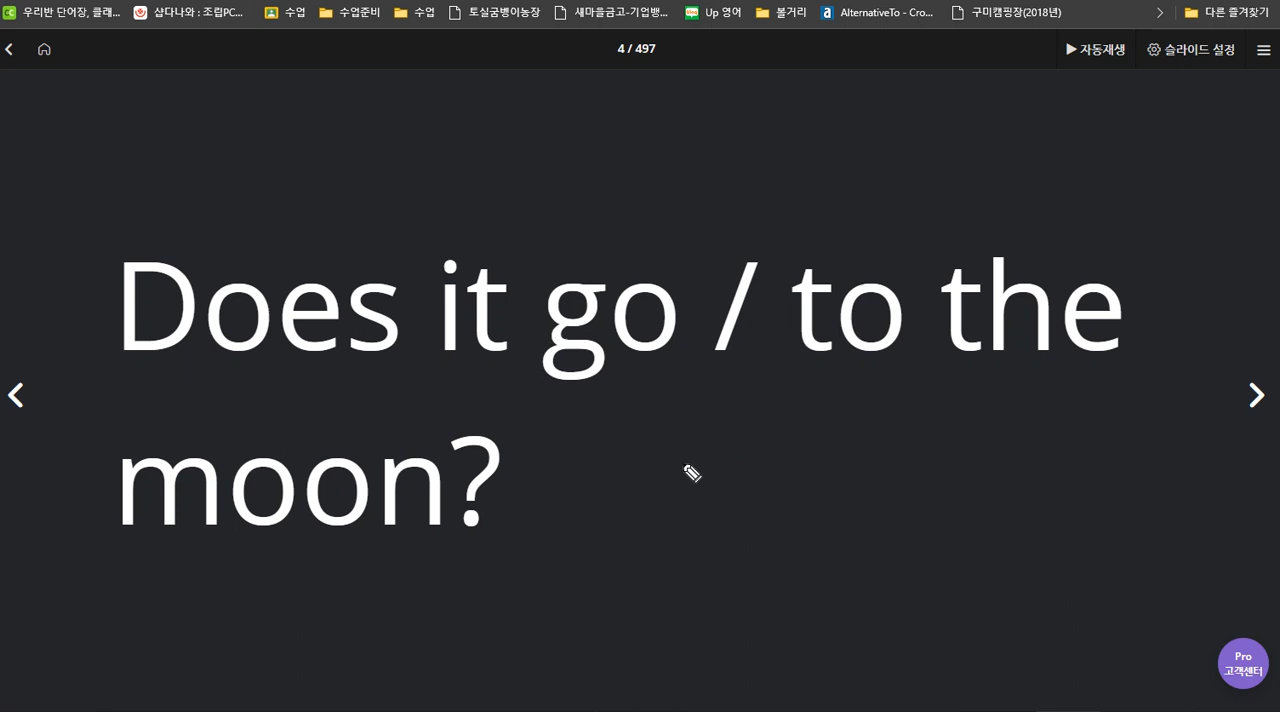 우리반 단어장, 클래... 샵다나와 : 조립PC... 수업 수업준비 수업 토실굼벵이농장 새마을금고-기업뱅... Up 영어 볼거리 AlternativeTo - Cro... 구미캠핑장(2018년) 다른 즐겨찾기
4 / 497 자동재생 슬라이드 설정
Does it go / to the
moon?
Pro
고객센터